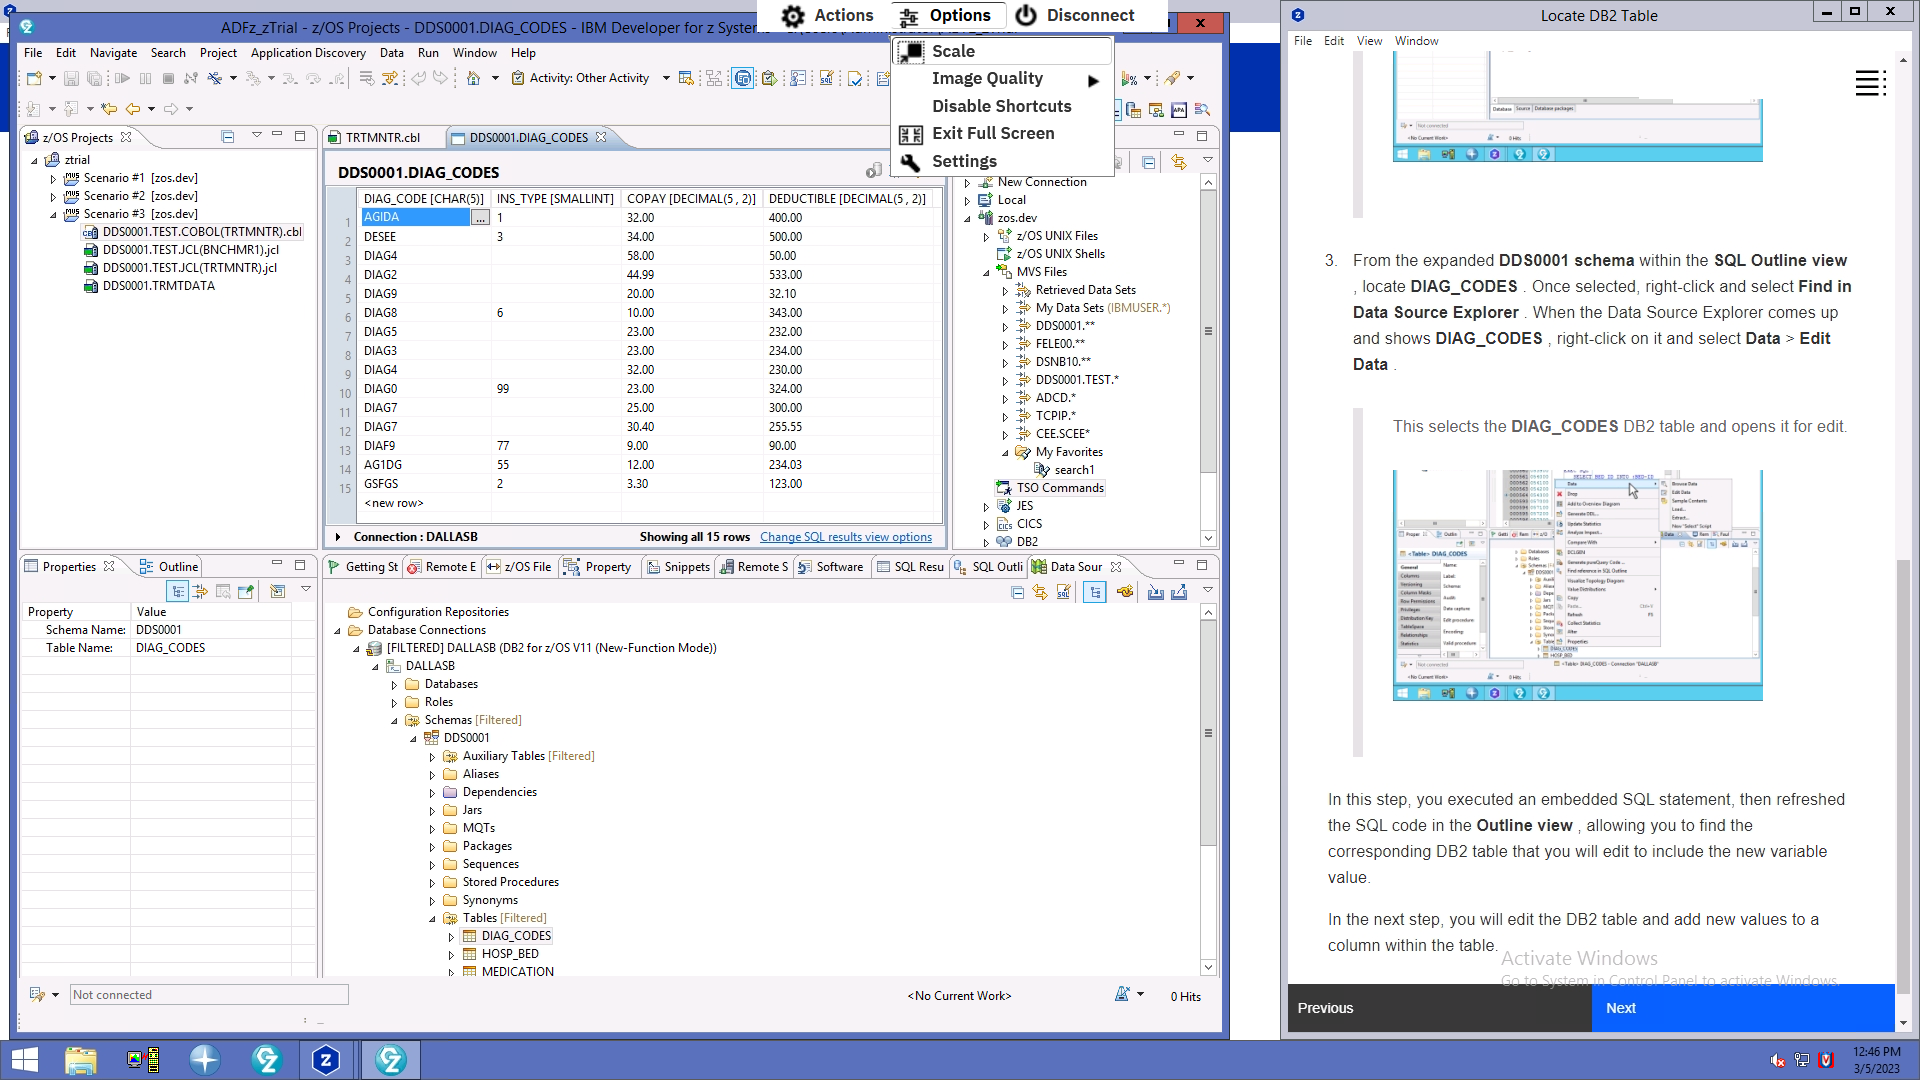 ADFz_zTrial - z/OS Projects - DDS0001.DIAG_CODES - IBM Developer for z System
Actions
Options
Disconnect
File Edit Navigate Search Project Application Discovery Data Run Window Help
Scale
Image Quality
Disable Shortcuts
Exit Full Screen
Settings
Activity: Other Activity
z/OS Projects
ztrial
Scenario #1 [zos.dev]
Scenario #2 [zos.dev]
Scenario #3 [zos.dev]
DDS0001.TEST.COBOL(TRTMNTR).cbl
DDS0001.TEST.JCL(BNCHMR1).jcl
DDS0001.TEST.JCL(TRTMNTR).jcl
DDS0001.TRMTDATA
TRTMNTR.cbl
DDS0001.DIAG_CODES
DDS0001.DIAG_CODES
DIAG_CODE [CHAR(5)] INS_TYPE [SMALLINT] COPAY [DECIMAL(5 , 2)] DEDUCTIBLE [DECIMAL(5 , 2)]
1 AGIDA ... 1 32.00 400.00
2 DESEE 3 34.00 500.00
3 DIAG4 58.00 50.00
4 DIAG2 44.99 533.00
5 DIAG9 20.00 32.10
6 DIAG8 6 10.00 343.00
7 DIAG5 23.00 232.00
8 DIAG3 23.00 234.00
9 DIAG4 32.00 230.00
10 DIAG0 99 23.00 324.00
11 DIAG7 25.00 300.00
12 DIAG7 30.40 255.55
13 DIAF9 77 9.00 90.00
14 AG1DG 55 12.00 234.03
15 GSFGS 2 3.30 123.00
<new row>
Connection : DALLASB
Showing all 15 rows
Change SQL results view options
New Connection
Local
zos.dev
z/OS UNIX Files
z/OS UNIX Shells
MVS Files
Retrieved Data Sets
My Data Sets (IBMUSER.*)
DDS0001.**
FELE00.**
DSNB10.**
DDS0001.TEST.*
ADCD.*
TCPIP.*
CEE.SCEE*
My Favorites
search1
TSO Commands
JES
CICS
DB2
Properties
Outline
Property Value
Schema Name: DDS0001
Table Name: DIAG_CODES
Getting St
Remote E
z/OS File
Property
Snippets
Remote S
Software
SQL Resu
SQL Outli
Data Sour
Configuration Repositories
Database Connections
[FILTERED] DALLASB (DB2 for z/OS V11 (New-Function Mode))
DALLASB
Databases
Roles
Schemas [Filtered]
DDS0001
Auxiliary Tables [Filtered]
Aliases
Dependencies
Jars
MQTs
Packages
Sequences
Stored Procedures
Synonyms
Tables [Filtered]
DIAG_CODES
HOSP_BED
MEDICATION
Not connected
<No Current Work>
0 Hits
Locate DB2 Table
File Edit View Window
3. From the expanded DDS0001 schema within the SQL Outline view
, locate DIAG_CODES . Once selected, right-click and select Find in
Data Source Explorer . When the Data Source Explorer comes up
and shows DIAG_CODES , right-click on it and select Data > Edit
Data .
This selects the DIAG_CODES DB2 table and opens it for edit.
In this step, you executed an embedded SQL statement, then refreshed
the SQL code in the Outline view , allowing you to find the
corresponding DB2 table that you will edit to include the new variable
value.
In the next step, you will edit the DB2 table and add new values to a
column within the table.
Activate Windows
Go to System in Control Panel to activate Windows.
Previous
Next
12:46 PM
3/5/2023